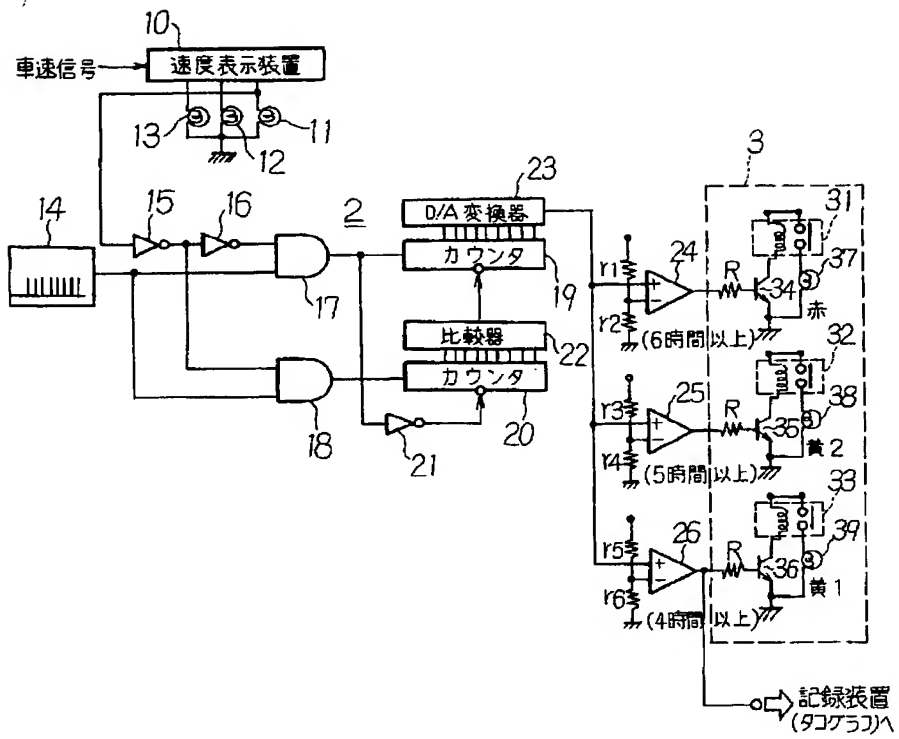 10
車速信号
速度表示装置
13
12
11
14
15
16
2
17
18
23
D/A変換器
カウンタ
19
比較器
22
カウンタ
20
21
r1
r2
24
(6時間以上)
r3
r4
25
(5時間以上)
r5
r6
26
(4時間以上)
3
31
R
34
37
赤
32
R
35
38
黄2
33
R
36
39
黄1
記録装置
(タコグラフ)へ